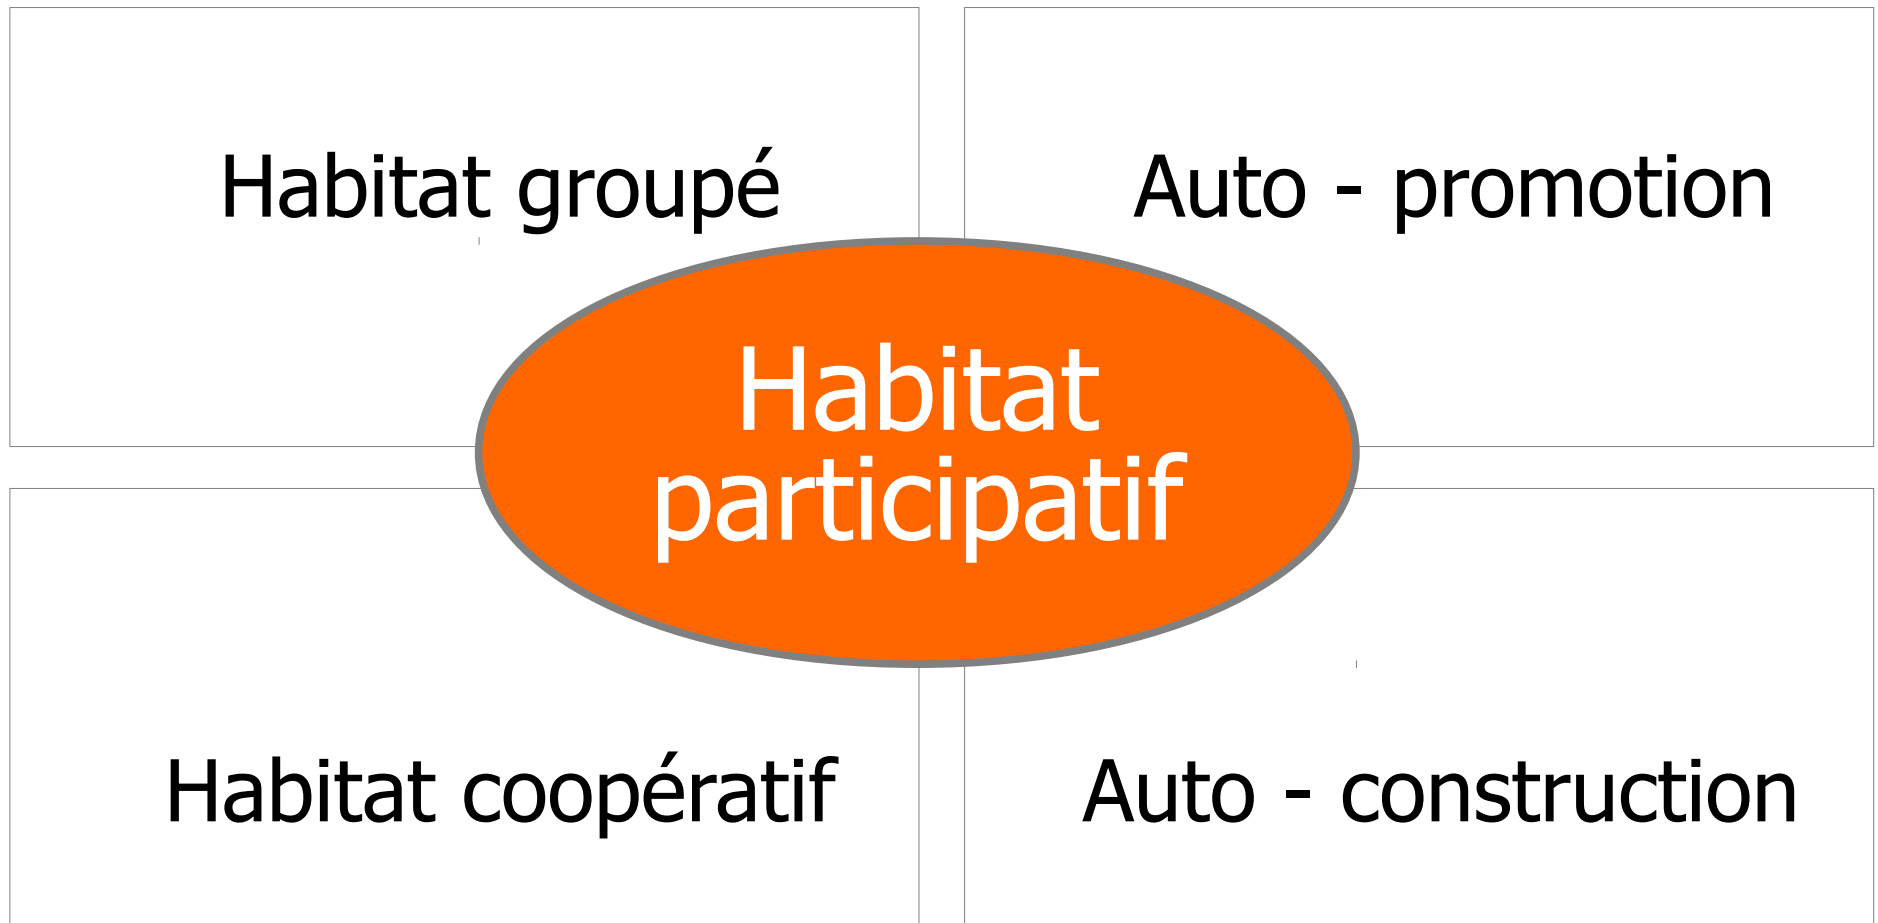 Habitat groupé
Auto - promotion
Habitat
participatif
Habitat coopératif
Auto - construction